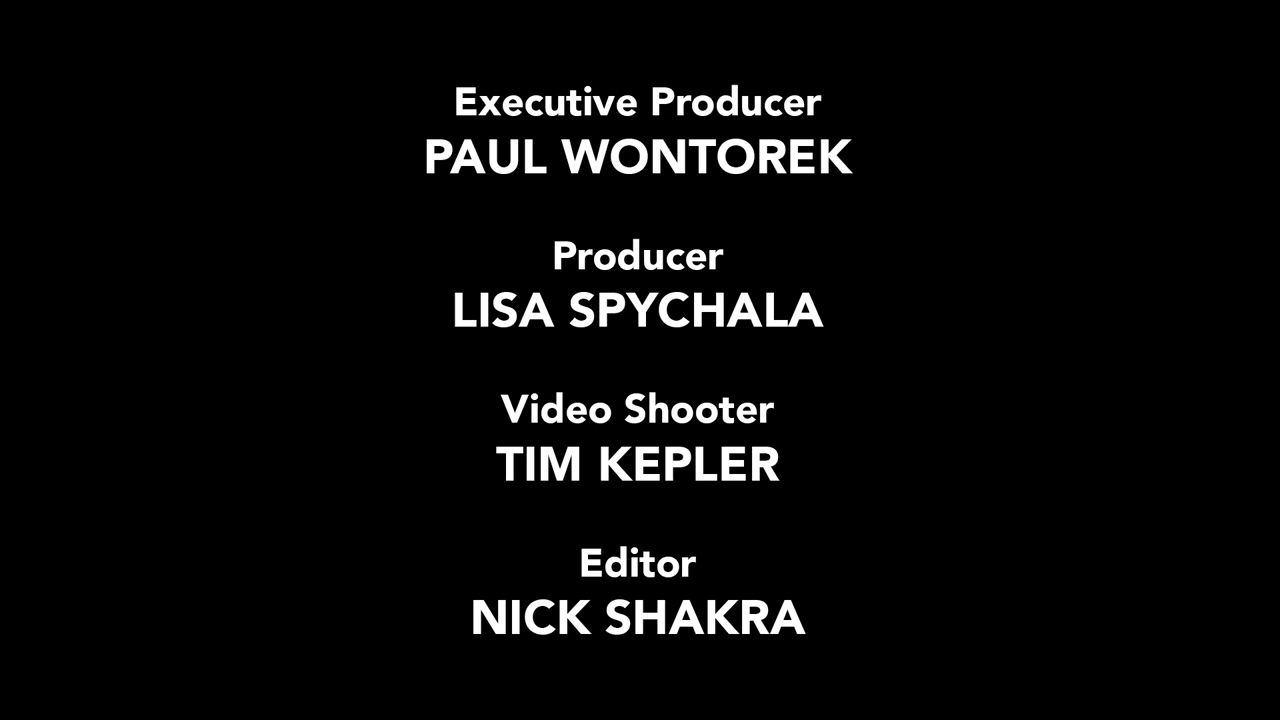 Executive Producer
PAUL WONTOREK
Producer
LISA SPYCHALA
Video Shooter
TIM KEPLER
Editor
NICK SHAKRA